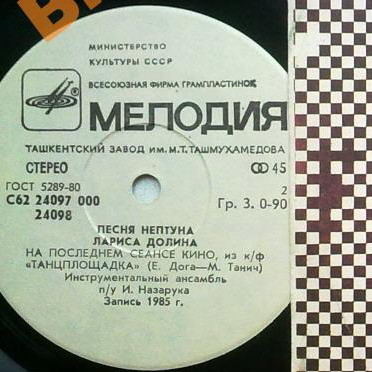 МИНИСТЕРСТВО
КУЛЬТУРЫ СССР
ВСЕСОЮЗНАЯ ФИРМА ГРАМПЛАСТИНОК
МЕЛОДИЯ
ТАШКЕНТСКИЙ ЗАВОД ИМ. М.Т. ТАШМУХАМЕДОВА
СТЕРЕО 45
ГОСТ 5289-80 2
С62 24097 000 Гр. 3. 0-90
24098
ПЕСНЯ НЕПТУНА
ЛАРИСА ДОЛИНА
НА ПОСЛЕДНЕМ СЕАНСЕ КИНО, из к/ф
«ТАНЦПЛОЩАДКА» (Е. Дога—М. Танич)
Инструментальный ансамбль
п/у И. Назарука
Запись 1985 г.